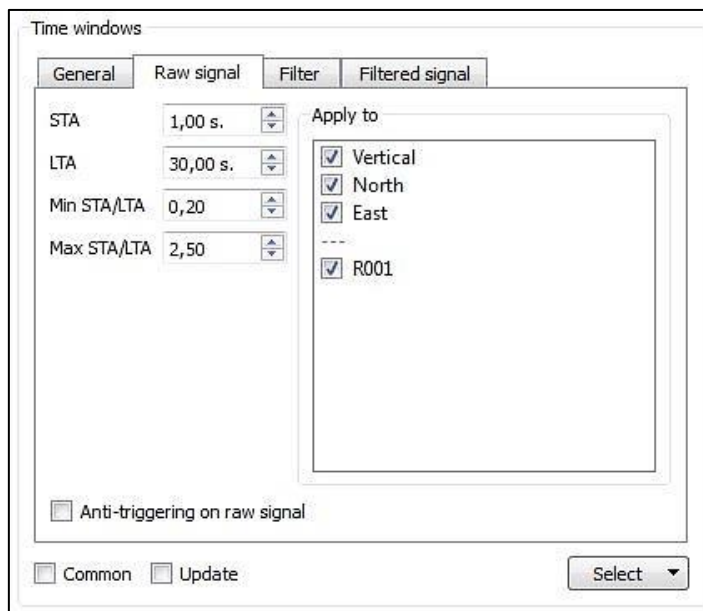 Time windows
General Raw signal Filter Filtered signal
STA 1,00 s.
LTA 30,00 s.
Min STA/LTA 0,20
Max STA/LTA 2,50
Apply to
Vertical
North
East
---
R001
Anti-triggering on raw signal
Common Update Select